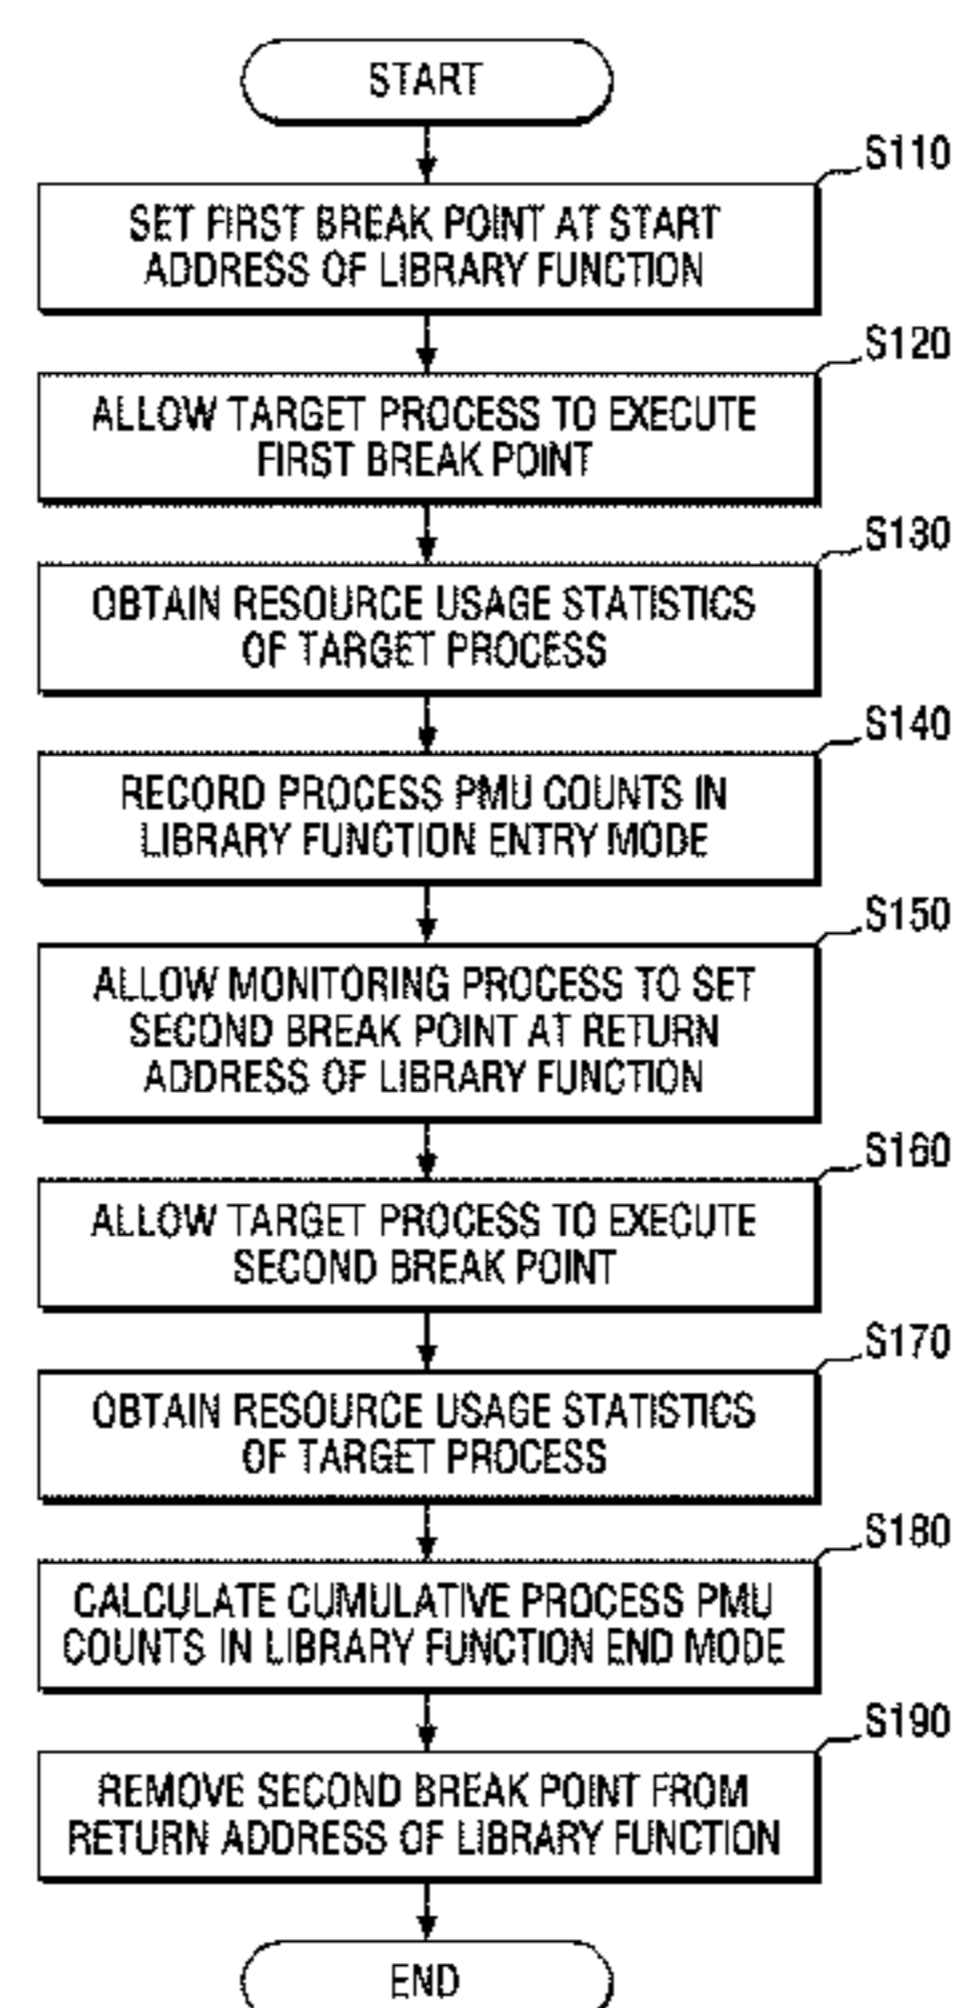 START
S110
SET FIRST BREAK POINT AT START
ADDRESS OF LIBRARY FUNCTION
S120
ALLOW TARGET PROCESS TO EXECUTE
FIRST BREAK POINT
S130
OBTAIN RESOURCE USAGE STATISTICS
OF TARGET PROCESS
S140
RECORD PROCESS PMU COUNTS IN
LIBRARY FUNCTION ENTRY MODE
S150
ALLOW MONITORING PROCESS TO SET
SECOND BREAK POINT AT RETURN
ADDRESS OF LIBRARY FUNCTION
S160
ALLOW TARGET PROCESS TO EXECUTE
SECOND BREAK POINT
S170
OBTAIN RESOURCE USAGE STATISTICS
OF TARGET PROCESS
S180
CALCULATE CUMULATIVE PROCESS PMU
COUNTS IN LIBRARY FUNCTION END MODE
S190
REMOVE SECOND BREAK POINT FROM
RETURN ADDRESS OF LIBRARY FUNCTION
END